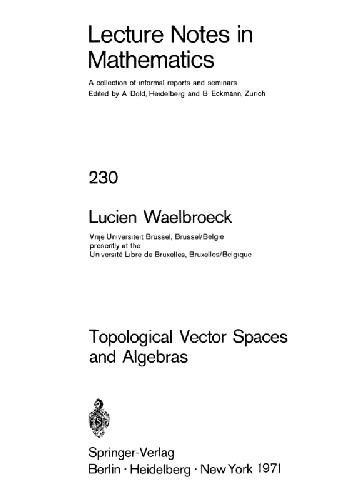 Lecture Notes in
Mathematics
A collection of informal reports and seminars
Edited by A. Dold, Heidelberg and B. Eckmann, Zürich
230
Lucien Waelbroeck
Vrije Universiteit Brussel, Brussel/België
presently at the
Université Libre de Bruxelles, Bruxelles/Belgique
Topological Vector Spaces
and Algebras
Springer-Verlag
Berlin · Heidelberg · New York 1971